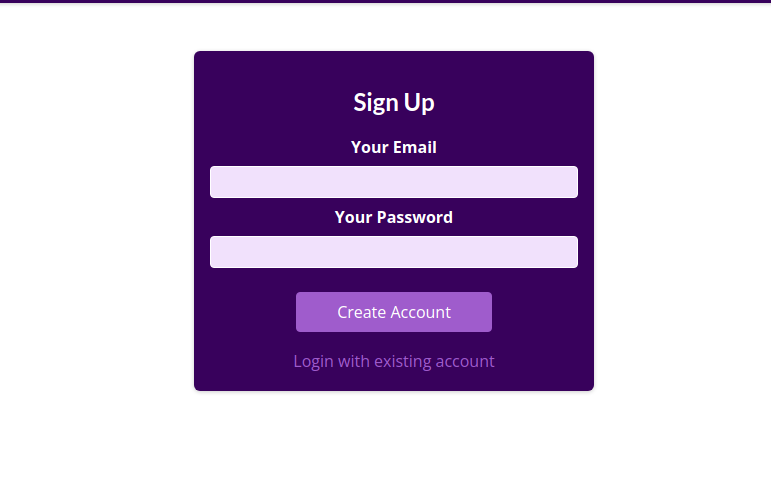 Sign Up
Your Email
Your Password
Create Account
Login with existing account